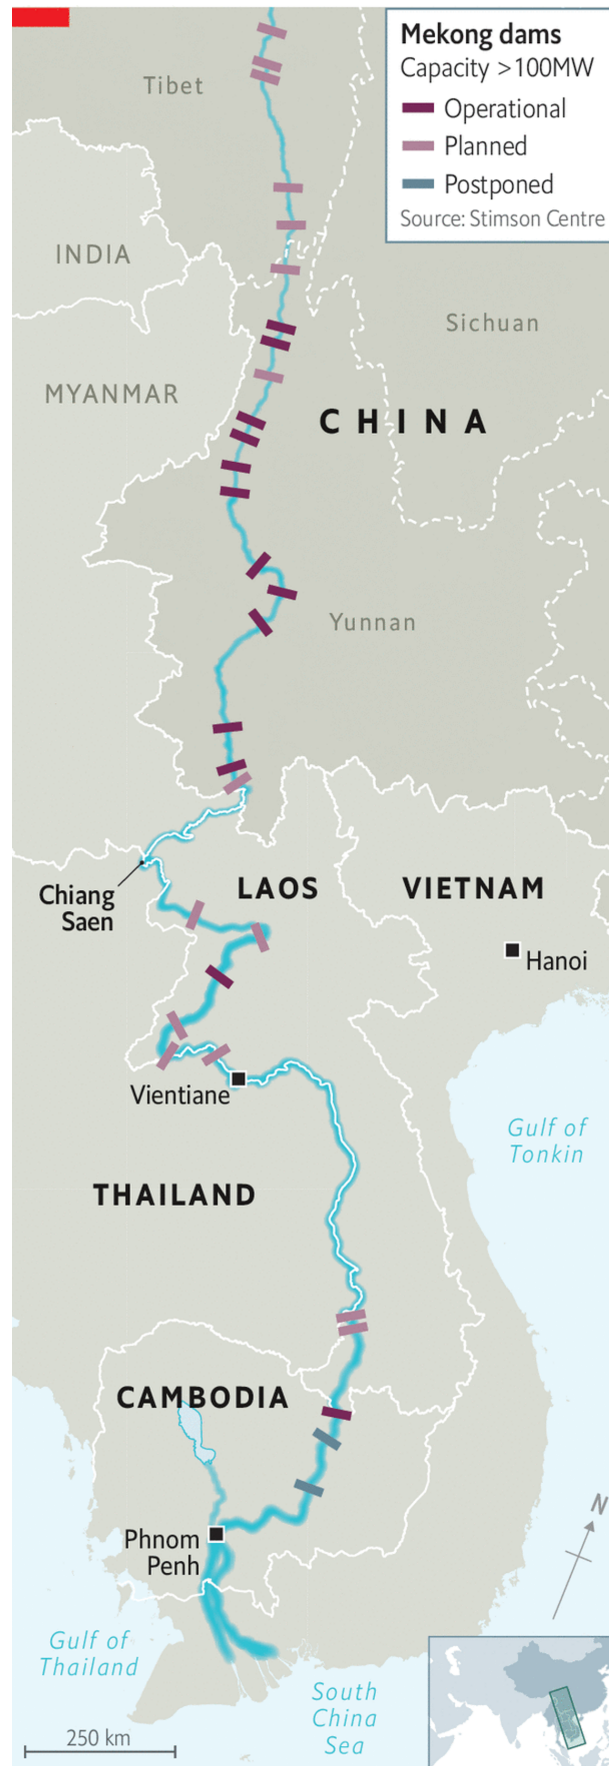 Mekong dams
Capacity >100MW
Operational
Planned
Postponed
Source: Stimson Centre
Tibet
INDIA
Sichuan
MYANMAR
CHINA
Yunnan
Chiang
Saen
LAOS
VIETNAM
Hanoi
Vientiane
Gulf of
Tonkin
THAILAND
CAMBODIA
N
Phnom
Penh
Gulf of
Thailand
South
China
Sea
250 km